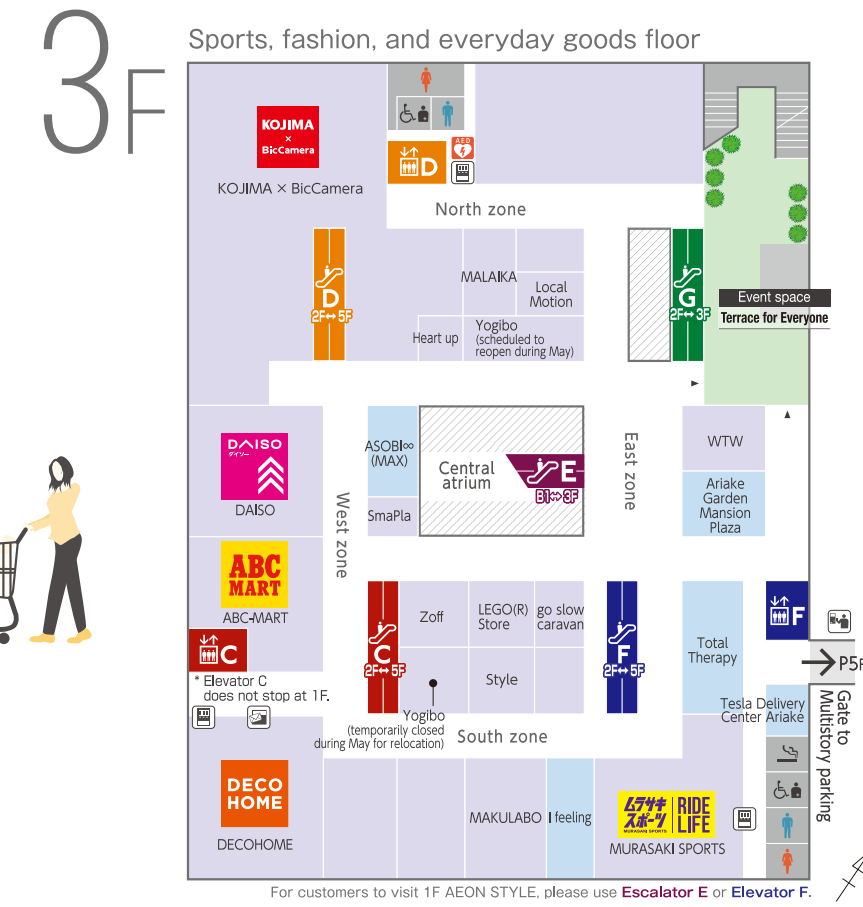 3F
Sports, fashion, and everyday goods floor
KOJIMA
×
BicCamera
KOJIMA × BicCamera
D
AED
North zone
D
2F⇔5F
MALAIKA
Local
Motion
Heart up
Yogibo
(scheduled to
reopen during May)
G
2F⇔3F
Event space
Terrace for Everyone
DAISO
ダイソー
DAISO
ASOBI∞
(MAX)
SmaPla
Central
atrium
E
B1⇔3F
East zone
West zone
WTW
Ariake
Garden
Mansion
Plaza
ABC
MART
ABC-MART
C
* Elevator C
does not stop at 1F.
C
2F⇔5F
Zoff
LEGO(R)
Store
go slow
caravan
Style
Yogibo
(temporarily closed
during May for relocation)
F
2F⇔5F
Total
Therapy
F
P5F
Gate to
Multistory parking
Tesla Delivery
Center Ariake
South zone
DECO
HOME
DECOHOME
MAKULABO
I feeling
ムラサキ
スポーツ
MURASAKI SPORTS
RIDE
LIFE
MURASAKI SPORTS
For customers to visit 1F AEON STYLE, please use Escalator E or Elevator F.